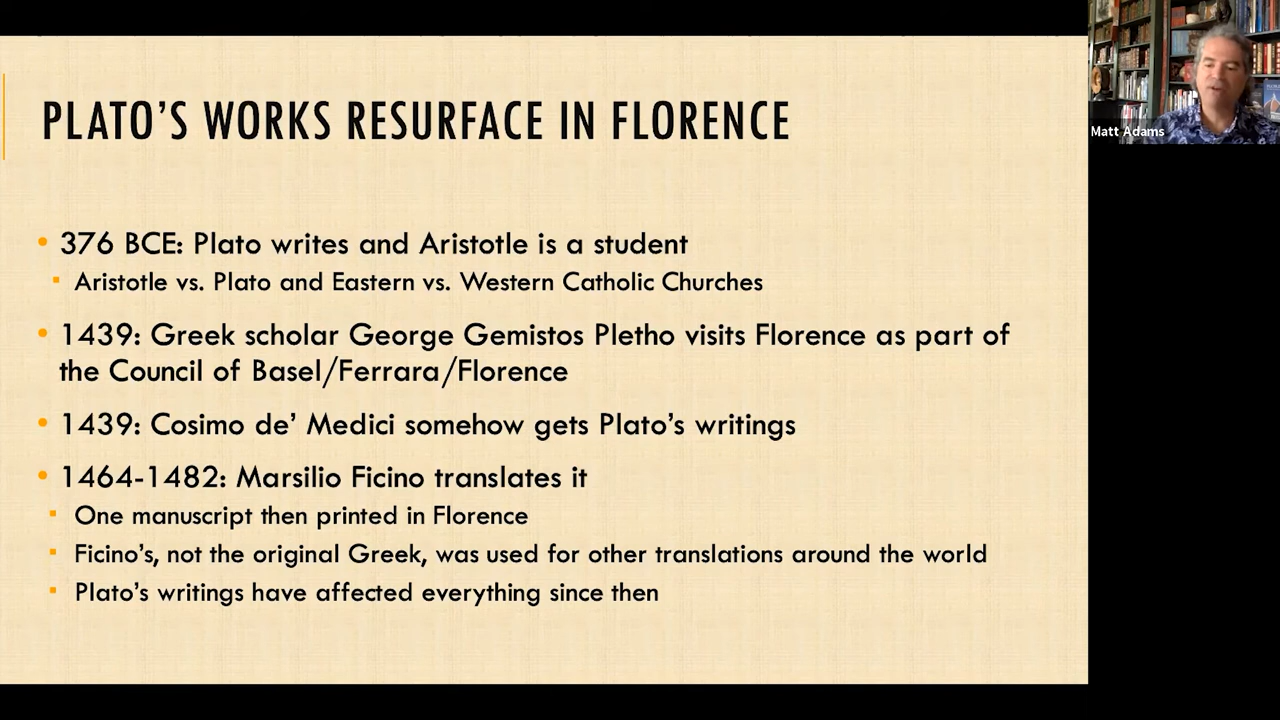 PLATO'S WORKS RESURFACE IN FLORENCE
• 376 BCE: Plato writes and Aristotle is a student
▪ Aristotle vs. Plato and Eastern vs. Western Catholic Churches
• 1439: Greek scholar George Gemistos Pletho visits Florence as part of
the Council of Basel/Ferrara/Florence
• 1439: Cosimo de' Medici somehow gets Plato's writings
• 1464-1482: Marsilio Ficino translates it
▪ One manuscript then printed in Florence
▪ Ficino's, not the original Greek, was used for other translations around the world
▪ Plato's writings have affected everything since then
Matt Adams